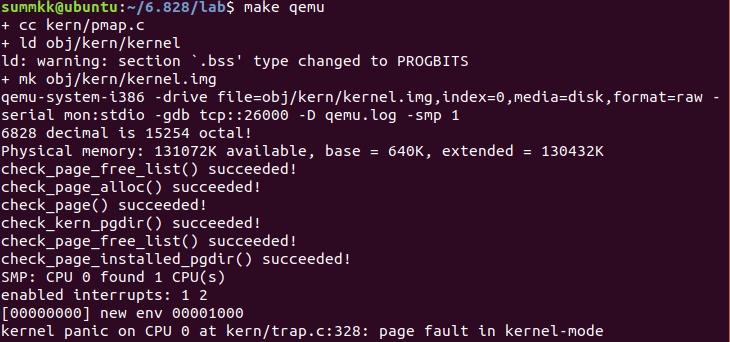 summkk@ubuntu:~/6.828/lab$ make qemu
+ cc kern/pmap.c
+ ld obj/kern/kernel
ld: warning: section `.bss' type changed to PROGBITS
+ mk obj/kern/kernel.img
qemu-system-i386 -drive file=obj/kern/kernel.img,index=0,media=disk,format=raw -
serial mon:stdio -gdb tcp::26000 -D qemu.log -smp 1
6828 decimal is 15254 octal!
Physical memory: 131072K available, base = 640K, extended = 130432K
check_page_free_list() succeeded!
check_page_alloc() succeeded!
check_page() succeeded!
check_kern_pgdir() succeeded!
check_page_free_list() succeeded!
check_page_installed_pgdir() succeeded!
SMP: CPU 0 found 1 CPU(s)
enabled interrupts: 1 2
[00000000] new env 00001000
kernel panic on CPU 0 at kern/trap.c:328: page fault in kernel-mode